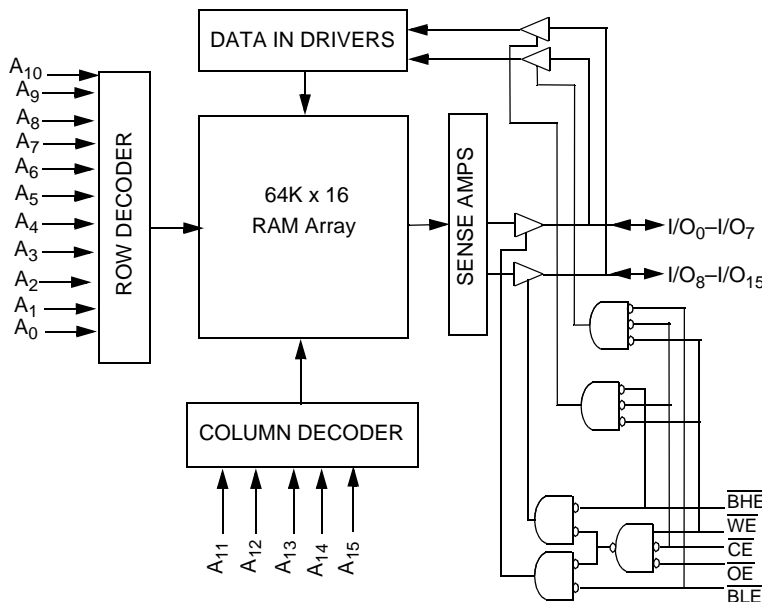 DATA IN DRIVERS
A10
A9
A8
A7
A6
A5
A4
A3
A2
A1
A0
ROW DECODER
64K x 16
RAM Array
SENSE AMPS
I/O0–I/O7
I/O8–I/O15
COLUMN DECODER
A11
A12
A13
A14
A15
BHE
WE
CE
OE
BLE